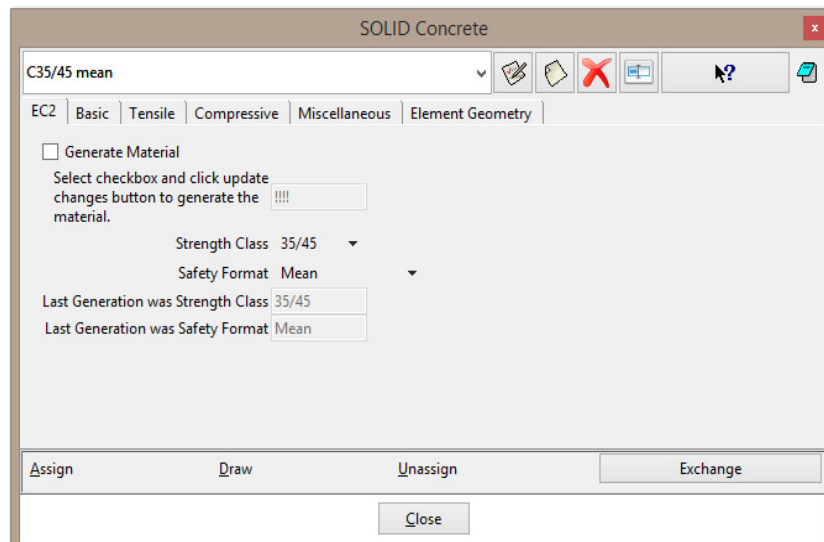 SOLID Concrete
x
C35/45 mean
?
EC2 Basic Tensile Compressive Miscellaneous Element Geometry
Generate Material
Select checkbox and click update
changes button to generate the !!!!
material.
Strength Class 35/45
Safety Format Mean
Last Generation was Strength Class 35/45
Last Generation was Safety Format Mean
Assign Draw Unassign Exchange
Close